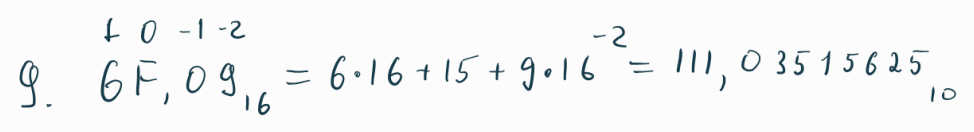 1 0 -1 -2
9. 6F,09₁₆ = 6·16 + 15 + 9·16⁻² = 111,03515625₁₀